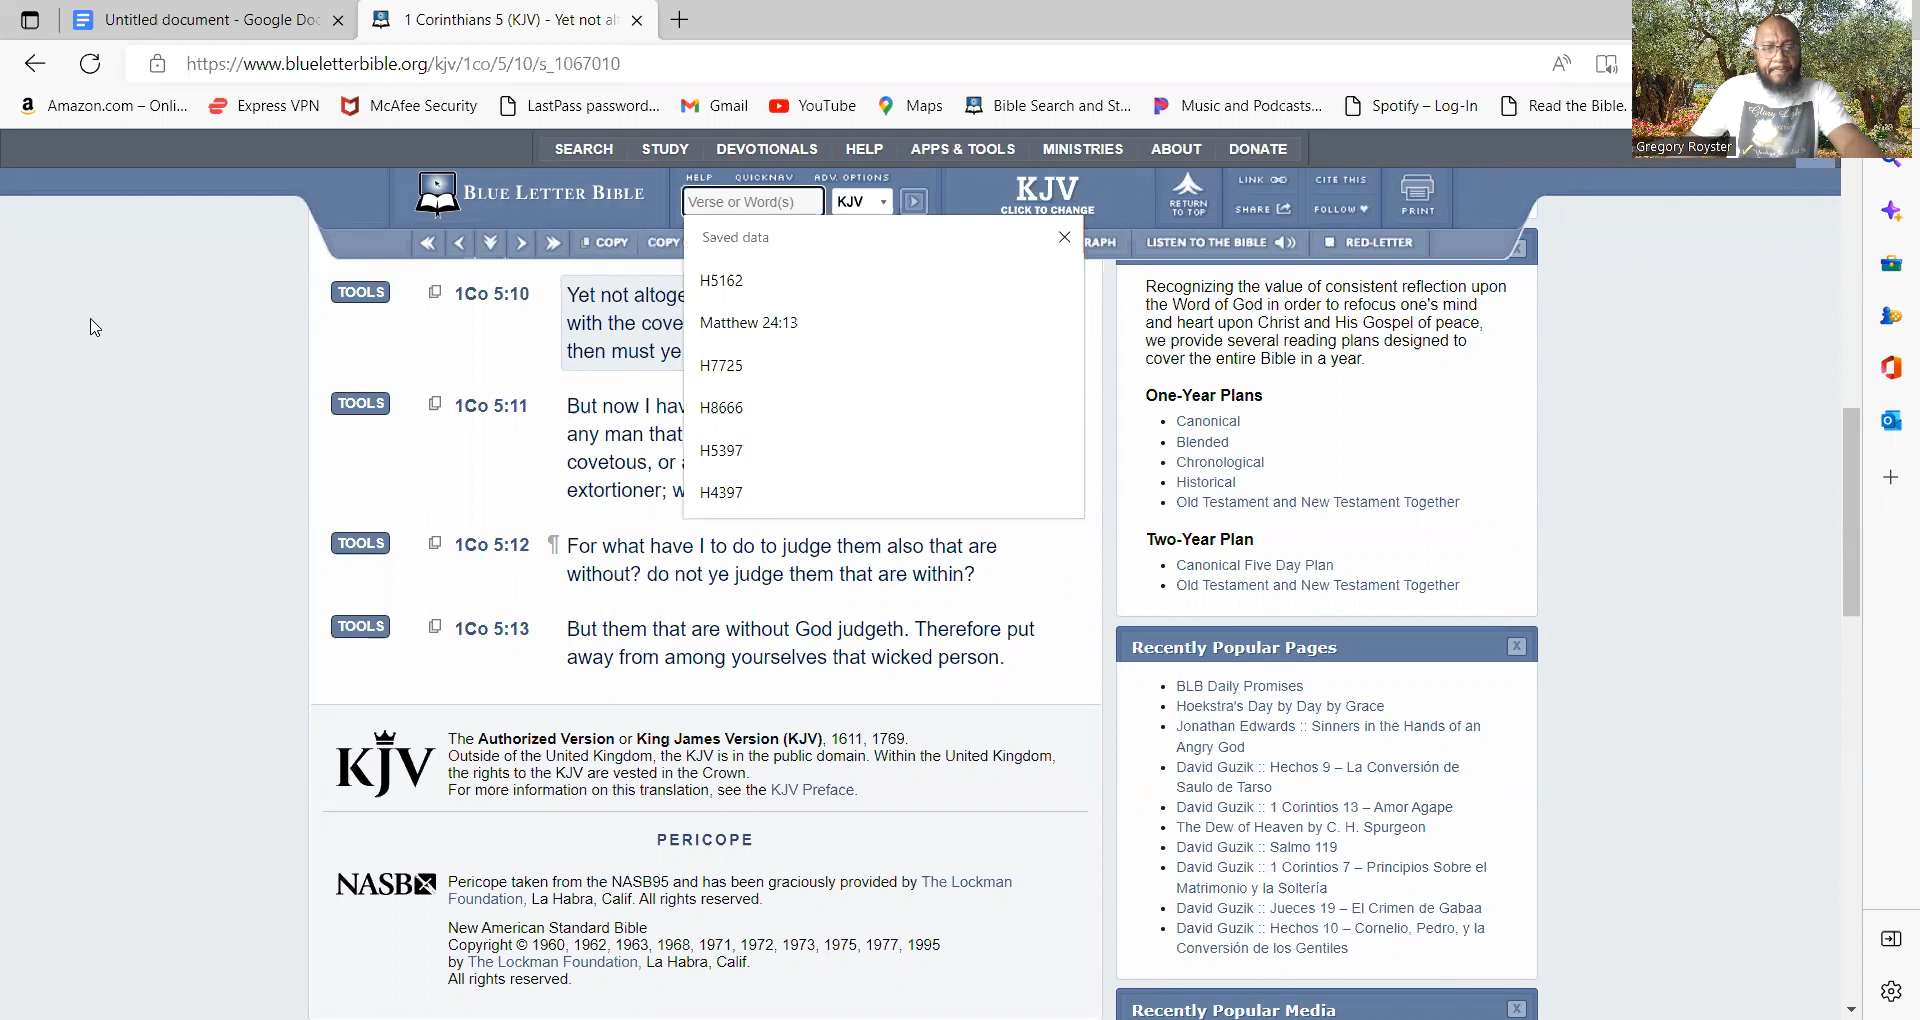 Untitled document - Google Doc
1 Corinthians 5 (KJV) - Yet not al
https://www.blueletterbible.org/kjv/1co/5/10/s_1067010
Amazon.com – Onli...
Express VPN
McAfee Security
LastPass password...
Gmail
YouTube
Maps
Bible Search and St...
Music and Podcasts...
Spotify – Log-In
Read the Bible.
Gregory Royster
SEARCH STUDY DEVOTIONALS HELP APPS & TOOLS MINISTRIES ABOUT DONATE
BLUE LETTER BIBLE
HELP QUICKNAV ADV. OPTIONS
Verse or Word(s)
KJV
KJV
CLICK TO CHANGE
RETURN
TO TOP
LINK
SHARE
CITE THIS
FOLLOW
PRINT
COPY
COPY
RAPH
LISTEN TO THE BIBLE
RED-LETTER
Saved data
H5162
Matthew 24:13
H7725
H8666
H5397
H4397
TOOLS 1Co 5:10 Yet not altoge
with the cove
then must ye
TOOLS 1Co 5:11 But now I hav
any man that
covetous, or a
extortioner; w
TOOLS 1Co 5:12 ¶ For what have I to do to judge them also that are
without? do not ye judge them that are within?
TOOLS 1Co 5:13 But them that are without God judgeth. Therefore put
away from among yourselves that wicked person.
KJV
The Authorized Version or King James Version (KJV), 1611, 1769.
Outside of the United Kingdom, the KJV is in the public domain. Within the United Kingdom,
the rights to the KJV are vested in the Crown.
For more information on this translation, see the KJV Preface.
PERICOPE
NASB
Pericope taken from the NASB95 and has been graciously provided by The Lockman
Foundation, La Habra, Calif. All rights reserved.
New American Standard Bible
Copyright © 1960, 1962, 1963, 1968, 1971, 1972, 1973, 1975, 1977, 1995
by The Lockman Foundation, La Habra, Calif.
All rights reserved.
Recognizing the value of consistent reflection upon
the Word of God in order to refocus one's mind
and heart upon Christ and His Gospel of peace,
we provide several reading plans designed to
cover the entire Bible in a year.
One-Year Plans
• Canonical
• Blended
• Chronological
• Historical
• Old Testament and New Testament Together
Two-Year Plan
• Canonical Five Day Plan
• Old Testament and New Testament Together
Recently Popular Pages X
• BLB Daily Promises
• Hoekstra's Day by Day by Grace
• Jonathan Edwards :: Sinners in the Hands of an
Angry God
• David Guzik :: Hechos 9 – La Conversión de
Saulo de Tarso
• David Guzik :: 1 Corintios 13 – Amor Agape
• The Dew of Heaven by C. H. Spurgeon
• David Guzik :: Salmo 119
• David Guzik :: 1 Corintios 7 – Principios Sobre el
Matrimonio y la Soltería
• David Guzik :: Jueces 19 – El Crimen de Gabaa
• David Guzik :: Hechos 10 – Cornelio, Pedro, y la
Conversión de los Gentiles
Recently Popular Media X